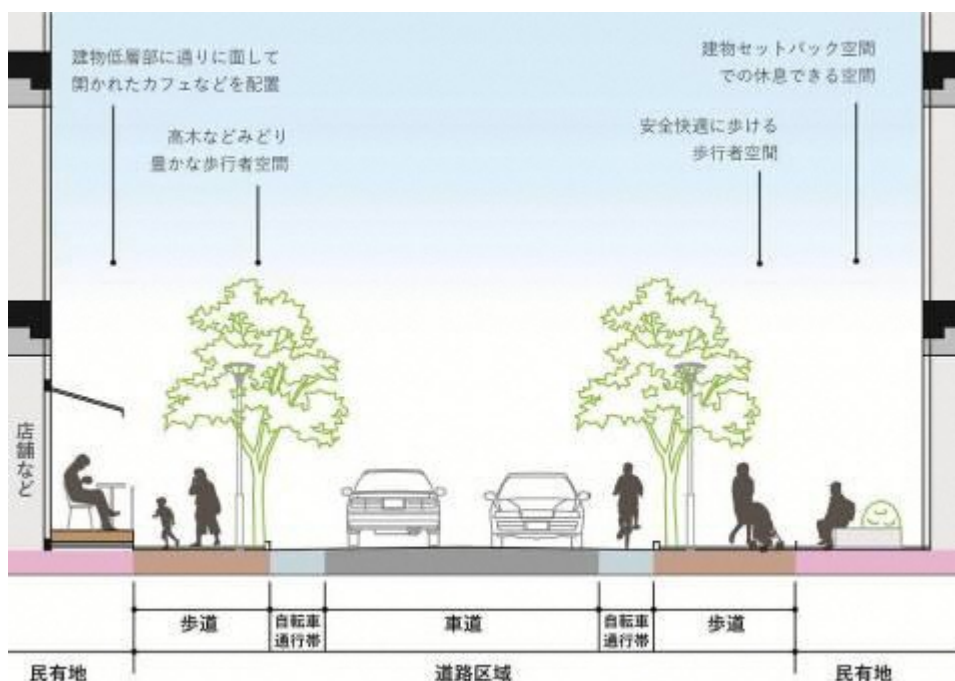 建物低層部に通りに面して
開かれたカフェなどを配置
高木などみどり
豊かな歩行者空間
建物セットバック空間
での休息できる空間
安全快適に歩ける
歩行者空間
店舗など
歩道
自転車
通行帯
車道
自転車
通行帯
歩道
民有地
道路区域
民有地